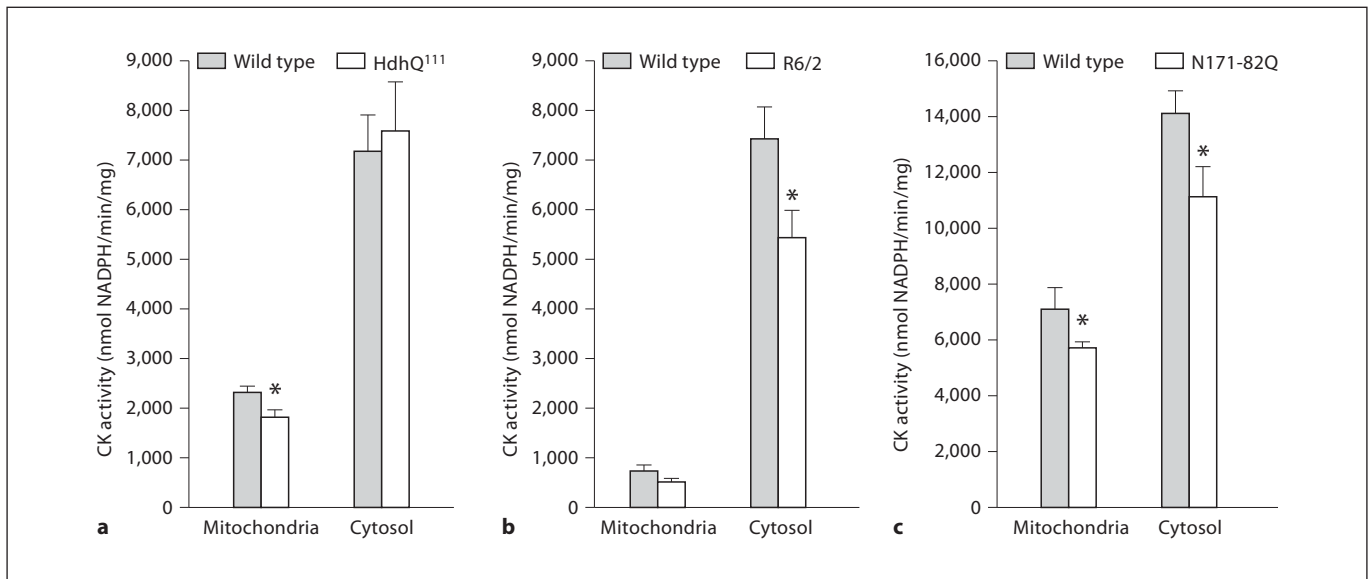 Wild type HdhQ¹¹¹
CK activity (nmol NADPH/min/mg)
9,000
8,000
7,000
6,000
5,000
4,000
3,000
2,000
1,000
0
*
Mitochondria Cytosol
a
Wild type R6/2
CK activity (nmol NADPH/min/mg)
9,000
8,000
7,000
6,000
5,000
4,000
3,000
2,000
1,000
0
*
Mitochondria Cytosol
b
Wild type N171-82Q
CK activity (nmol NADPH/min/mg)
16,000
14,000
12,000
10,000
8,000
6,000
4,000
2,000
0
*
*
Mitochondria Cytosol
c